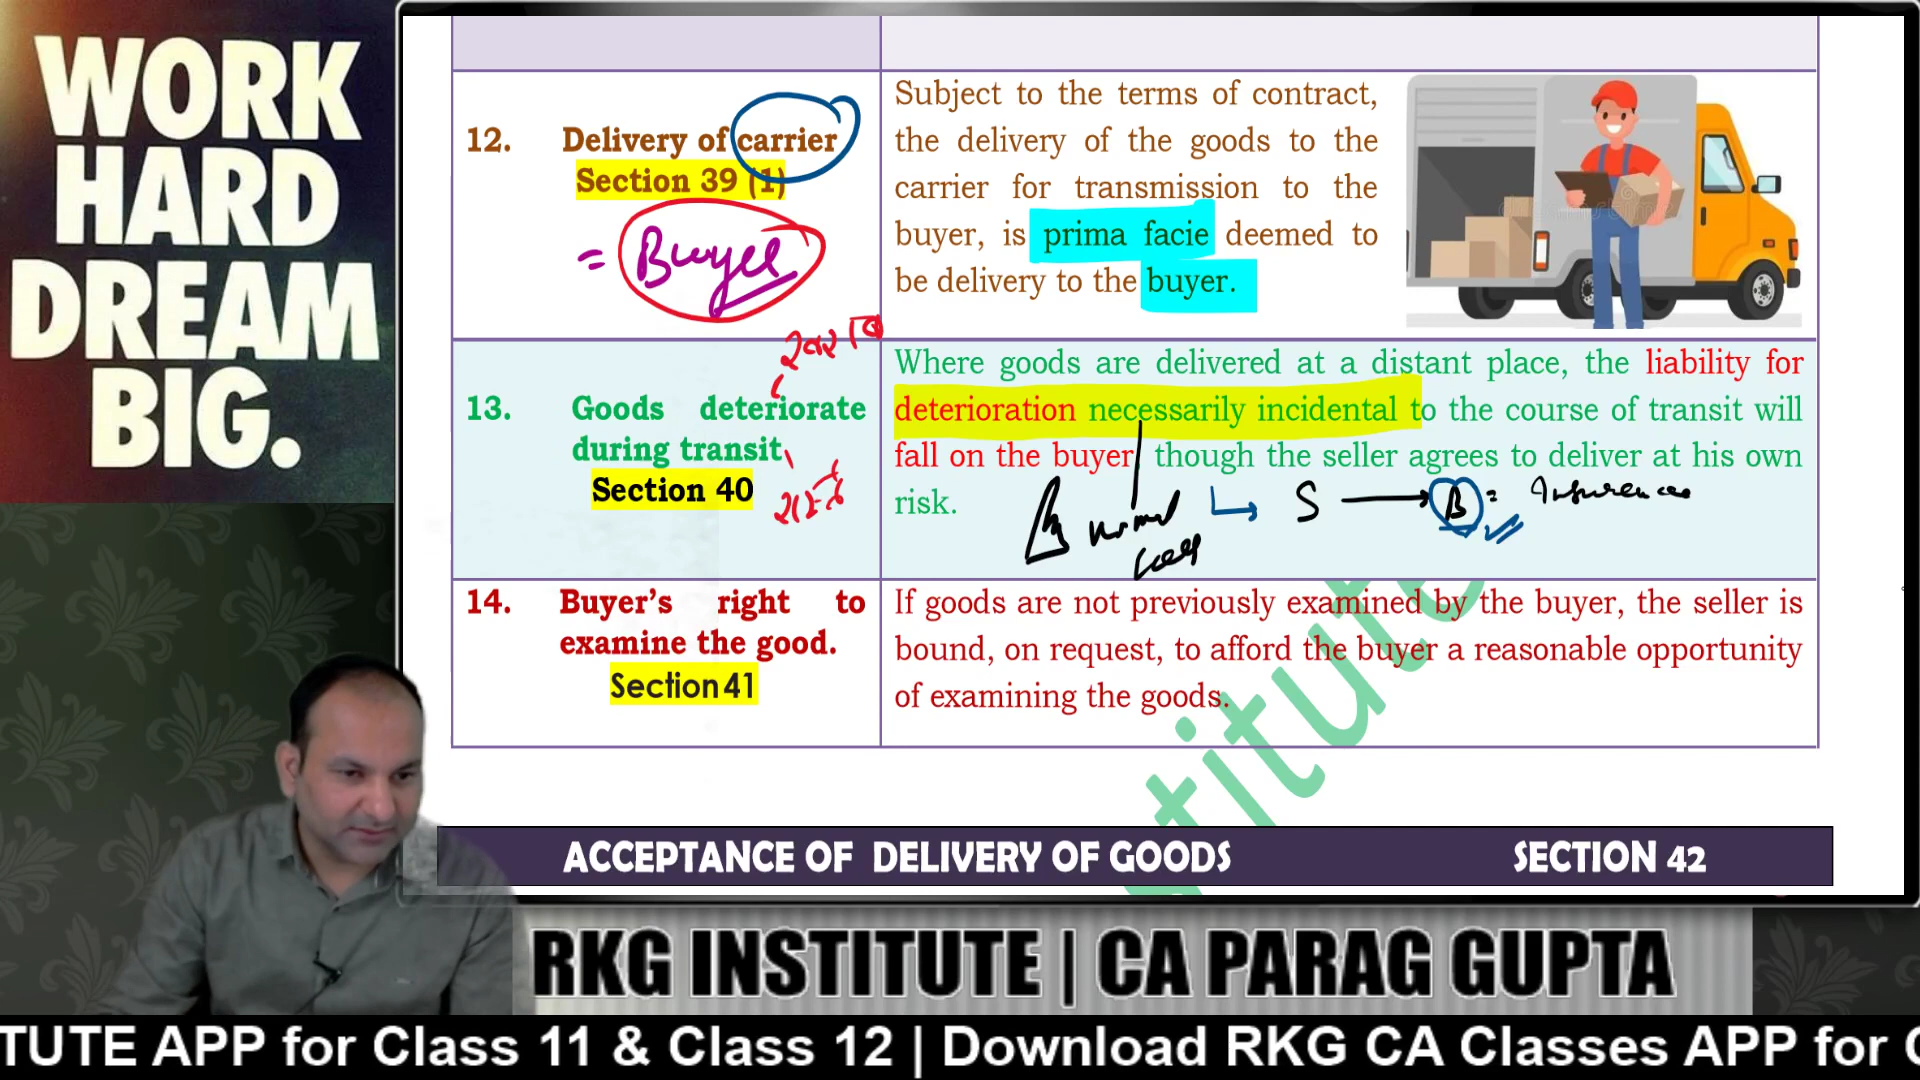 WORK
HARD
DREAM
BIG.
12. Delivery of carrier
Section 39 (1)
= Buyer
Subject to the terms of contract,
the delivery of the goods to the
carrier for transmission to the
buyer, is prima facie deemed to
be delivery to the buyer.
13. Goods deteriorate
during transit
Section 40
Where goods are delivered at a distant place, the liability for
deterioration necessarily incidental to the course of transit will
fall on the buyer though the seller agrees to deliver at his own
risk.
Normal
S B = Insurance
14. Buyer's right to
examine the good.
Section 41
If goods are not previously examined by the buyer, the seller is
bound, on request, to afford the buyer a reasonable opportunity
of examining the goods.
stitute
ACCEPTANCE OF DELIVERY OF GOODS SECTION 42
RKG INSTITUTE | CA PARAG GUPTA
TUTE APP for Class 11 & Class 12 | Download RKG CA Classes APP for